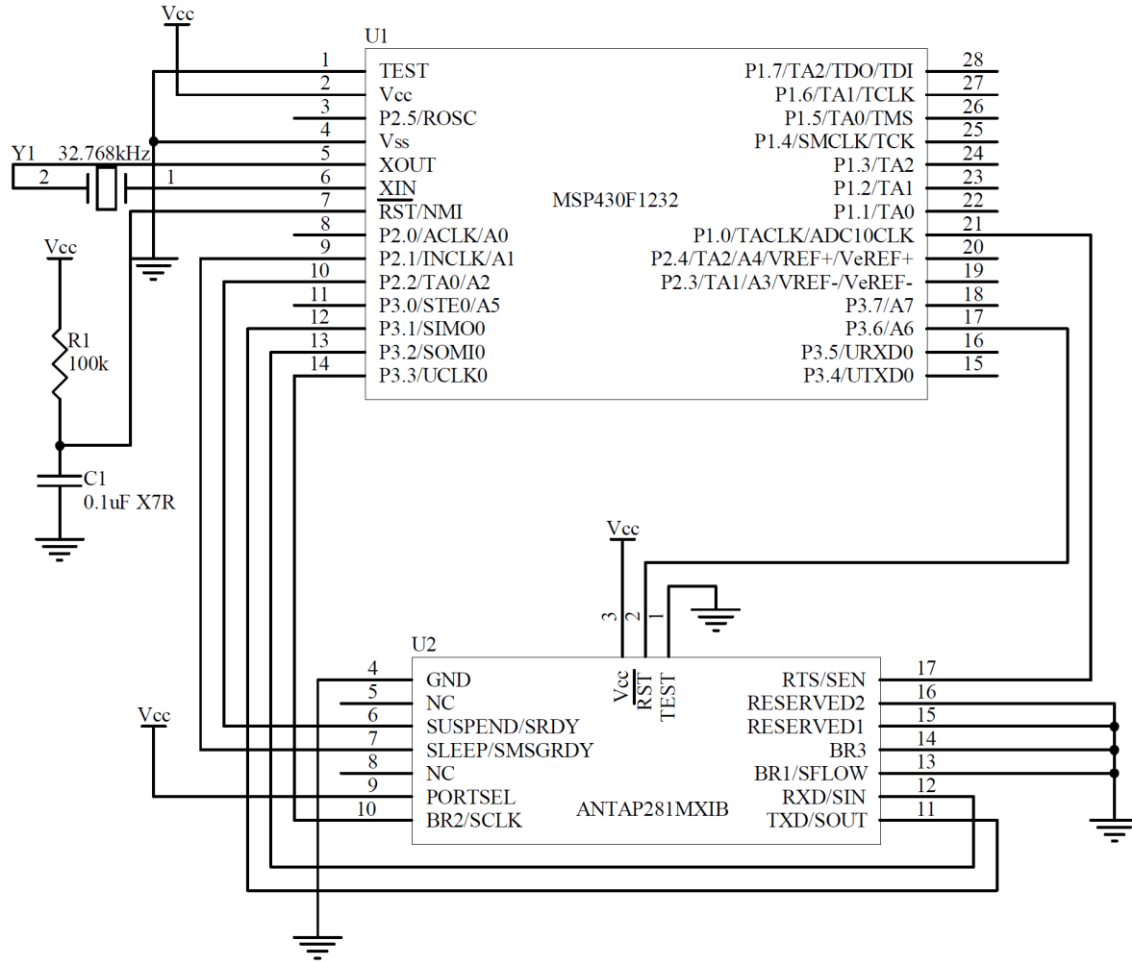 Vcc
U1
1 TEST
2 Vcc
3 P2.5/ROSC
4 Vss
5 XOUT
6 XIN
7 RST/NMI
8 P2.0/ACLK/A0
9 P2.1/INCLK/A1
10 P2.2/TA0/A2
11 P3.0/STE0/A5
12 P3.1/SIMO0
13 P3.2/SOMI0
14 P3.3/UCLK0
MSP430F1232
P1.7/TA2/TDO/TDI 28
P1.6/TA1/TCLK 27
P1.5/TA0/TMS 26
P1.4/SMCLK/TCK 25
P1.3/TA2 24
P1.2/TA1 23
P1.1/TA0 22
P1.0/TACLK/ADC10CLK 21
P2.4/TA2/A4/VREF+/VeREF+ 20
P2.3/TA1/A3/VREF-/VeREF- 19
P3.7/A7 18
P3.6/A6 17
P3.5/URXD0 16
P3.4/UTXD0 15
Y1 32.768kHz
2 1
Vcc
R1
100k
C1
0.1uF X7R
Vcc
3 2 1
Vcc RST TEST
U2
4 GND
5 NC
6 SUSPEND/SRDY
7 SLEEP/SMSGRDY
8 NC
9 PORTSEL
10 BR2/SCLK
Vcc
ANTAP281MXIB
RTS/SEN 17
RESERVED2 16
RESERVED1 15
BR3 14
BR1/SFLOW 13
RXD/SIN 12
TXD/SOUT 11